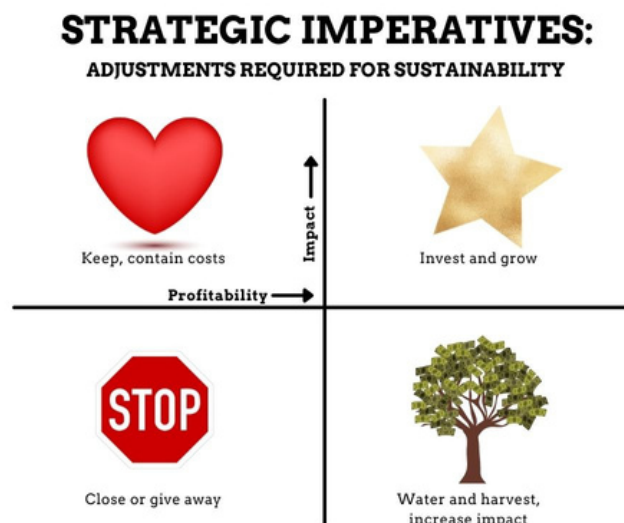 STRATEGIC IMPERATIVES:
ADJUSTMENTS REQUIRED FOR SUSTAINABILITY
Impact
Keep, contain costs
Invest and grow
Profitability
STOP
Close or give away
Water and harvest,
increase impact